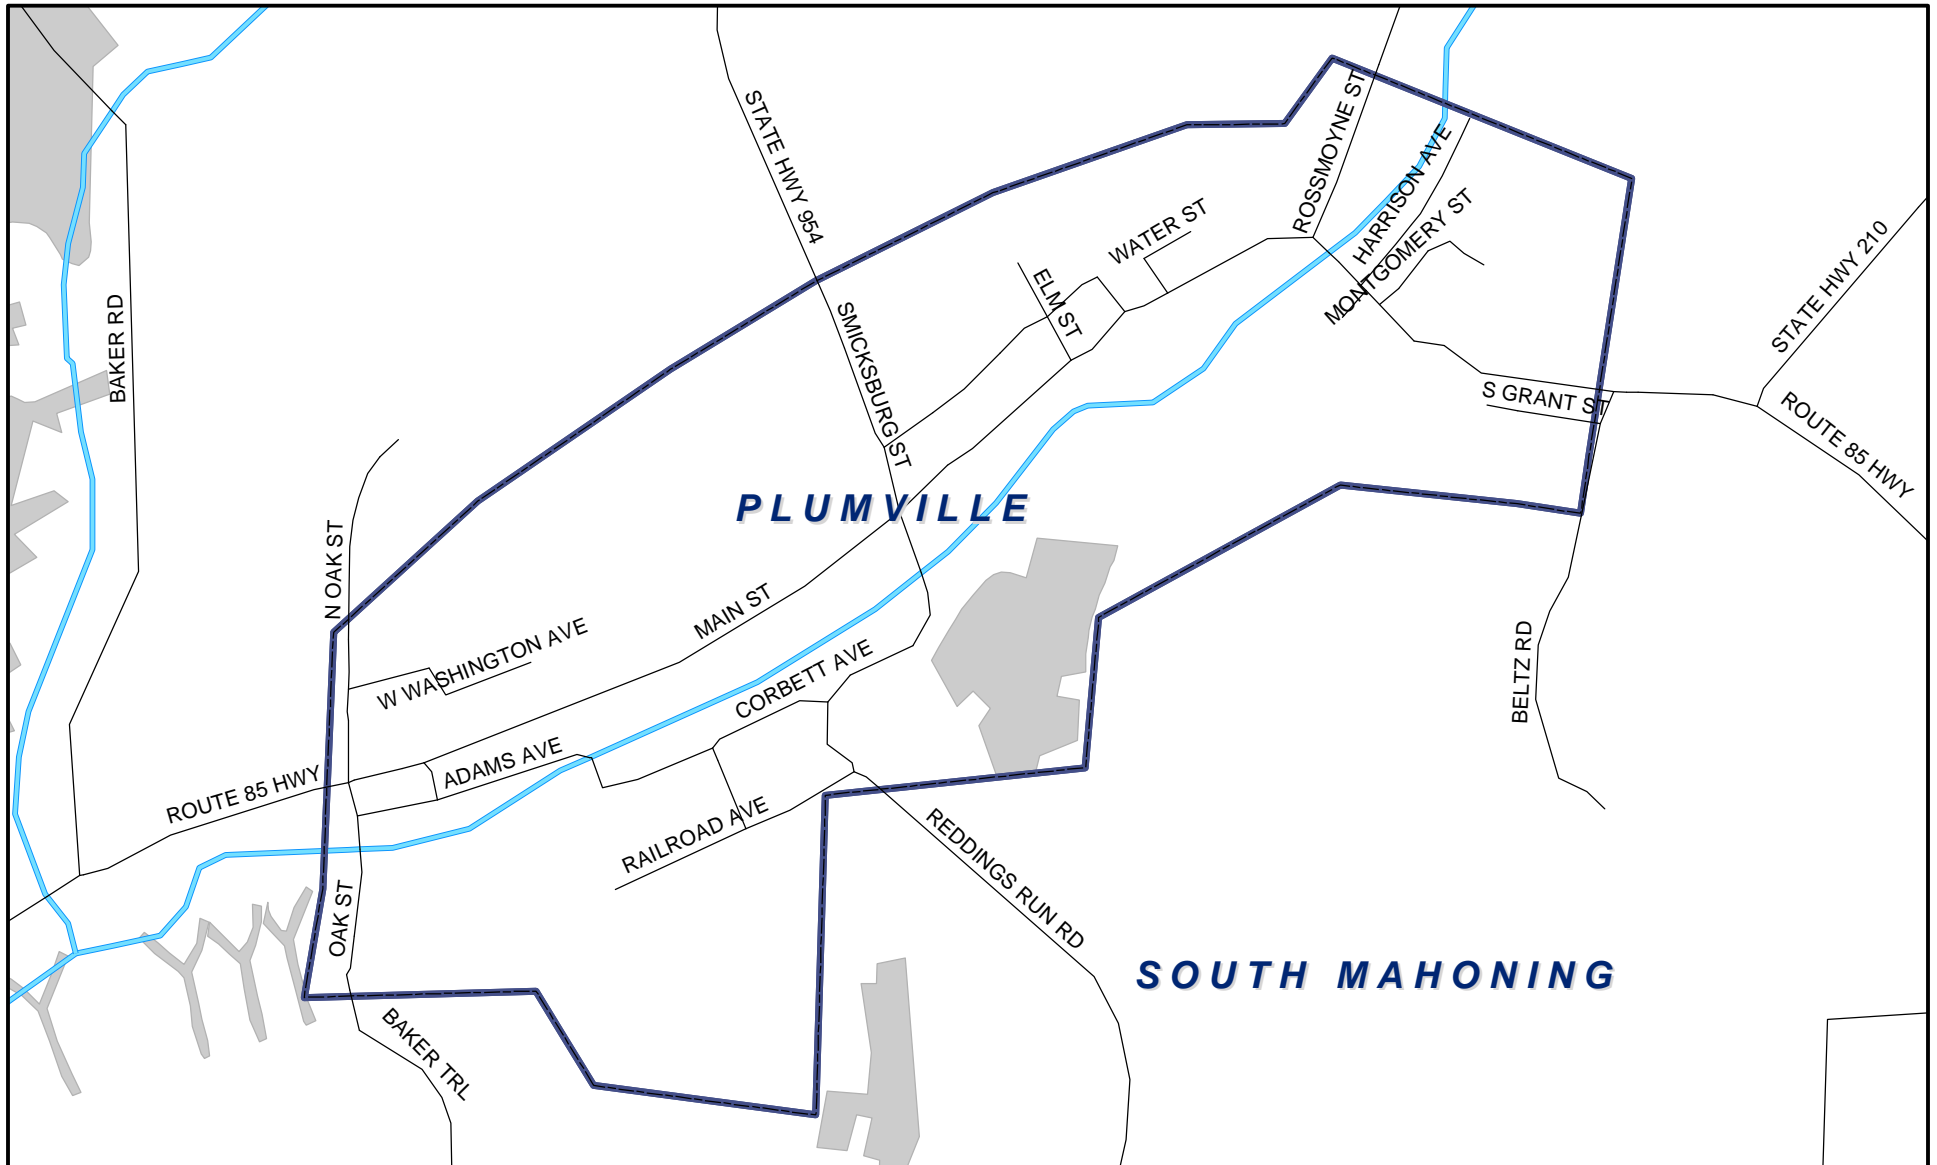 STATE HWY 954
ROSSMOYNE ST
HARRISON AVE
WATER ST
MONTGOMERY ST
STATE HWY 210
ELM ST
BAKER RD
SMICKSBURG ST
S GRANT ST
ROUTE 85 HWY
PLUMVILLE
N OAK ST
MAIN ST
W WASHINGTON AVE
CORBETT AVE
BELTZ RD
ADAMS AVE
ROUTE 85 HWY
RAILROAD AVE
REDDINGS RUN RD
OAK ST
SOUTH MAHONING
BAKER TRL